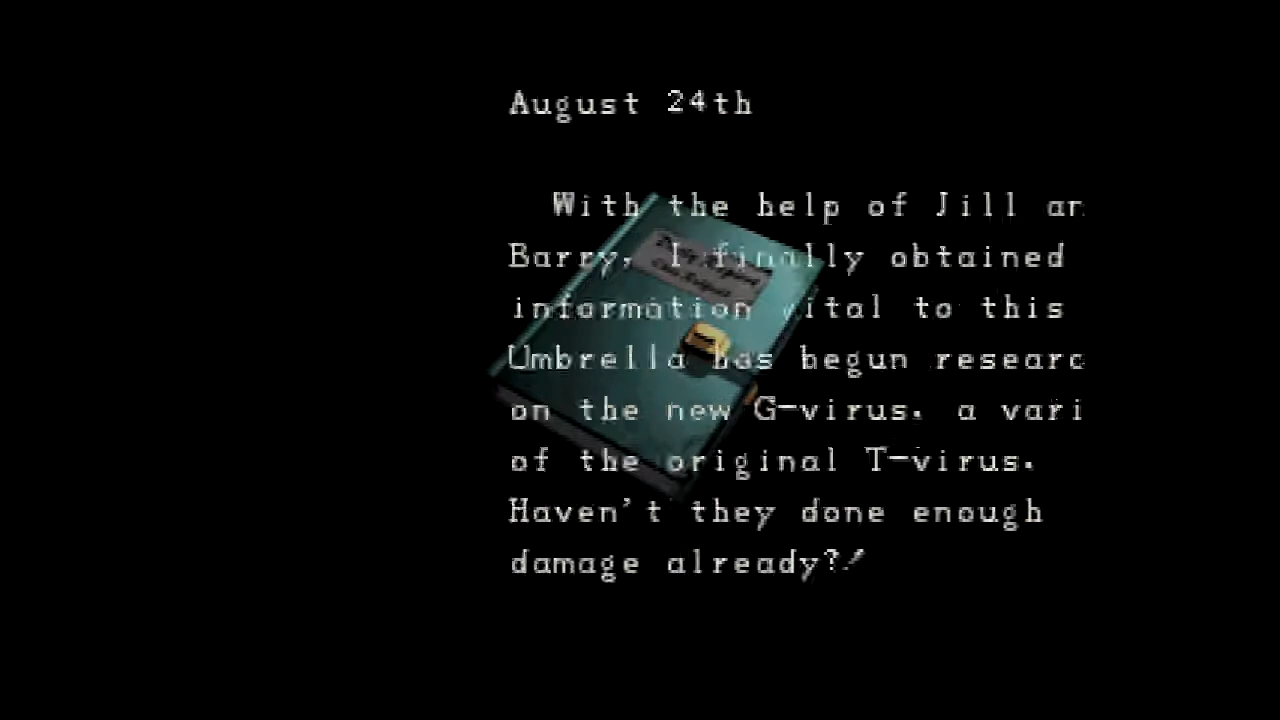 August 24th
With the help of Jill an
Barry, I finally obtained
information vital to this
Umbrella has begun researc
on the new G-virus, a vari
of the original T-virus.
Haven't they done enough
damage already?!